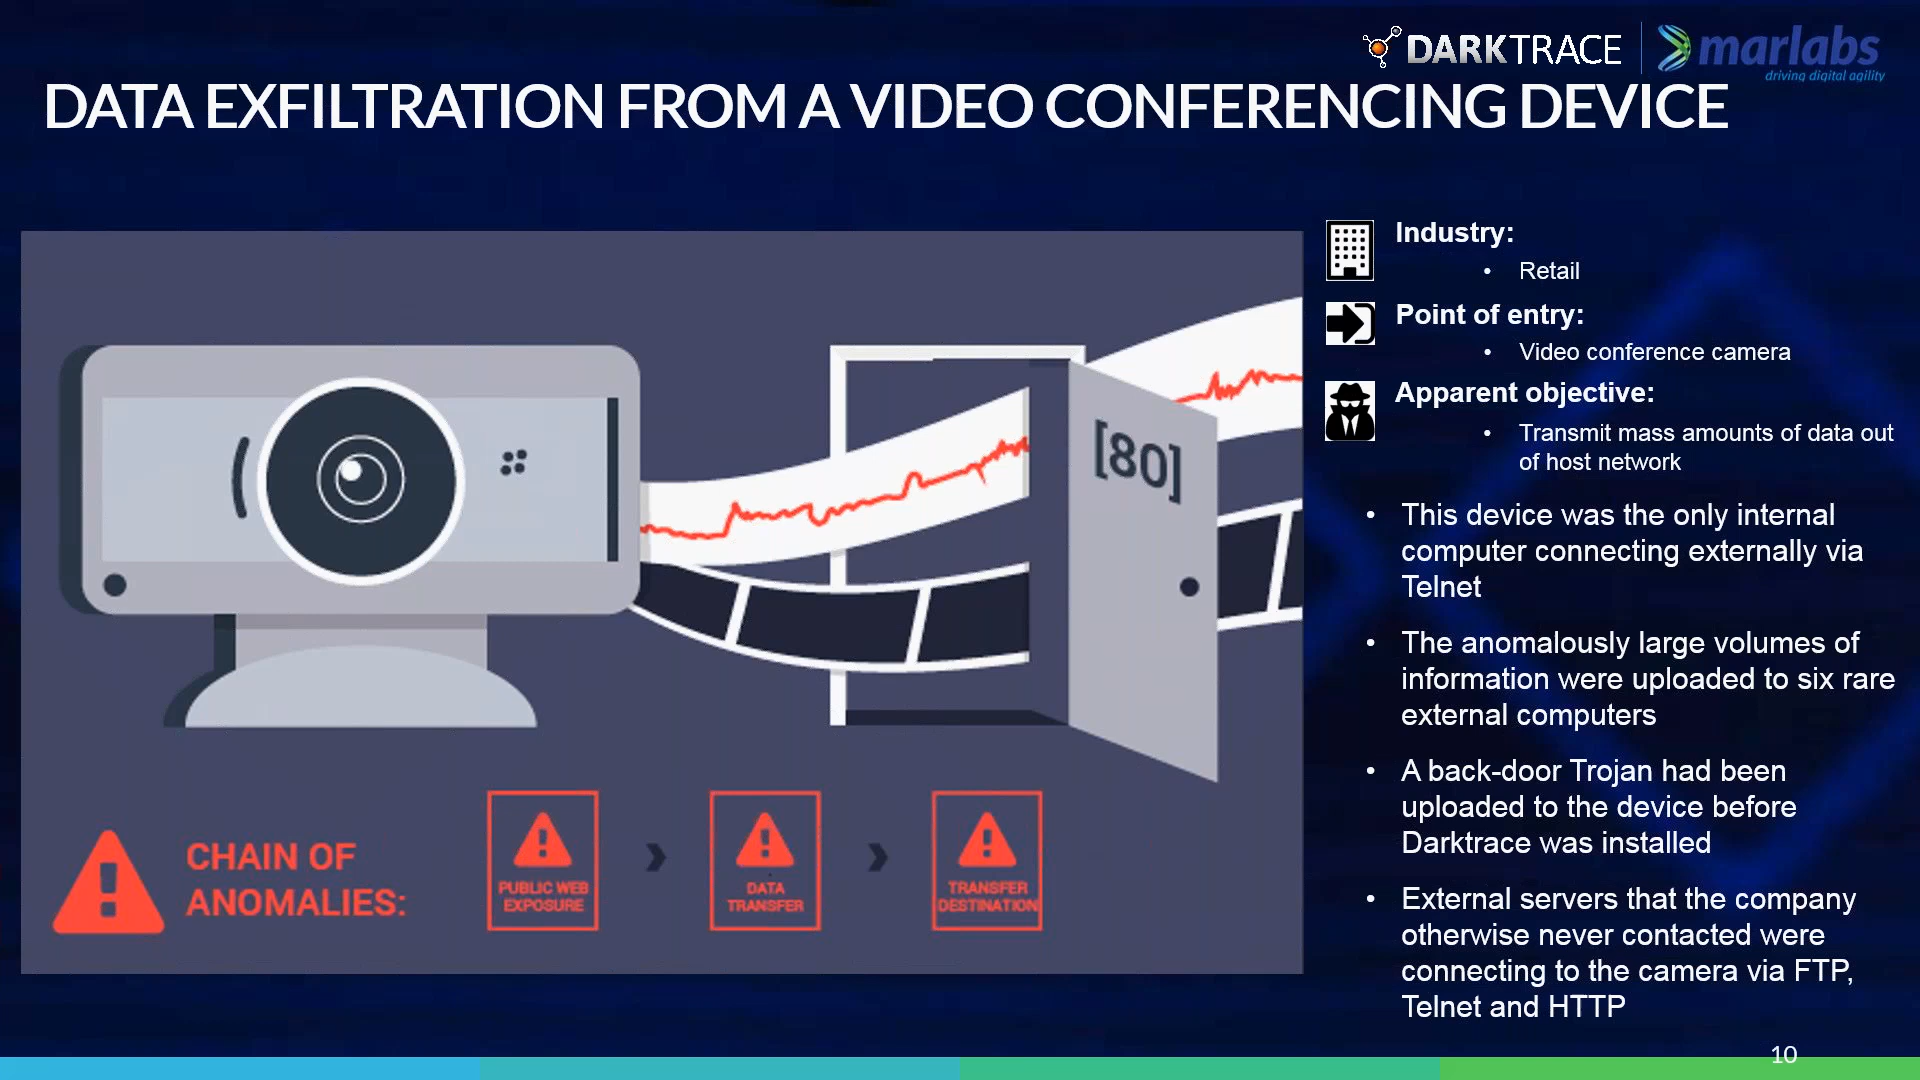 DARKTRACE
marlabs
driving digital agility
DATA EXFILTRATION FROM A VIDEO CONFERENCING DEVICE
[80]
CHAIN OF
ANOMALIES:
PUBLIC WEB
EXPOSURE
DATA
TRANSFER
TRANSFER
DESTINATION
Industry:
• Retail
Point of entry:
• Video conference camera
Apparent objective:
• Transmit mass amounts of data out
of host network
• This device was the only internal
computer connecting externally via
Telnet
• The anomalously large volumes of
information were uploaded to six rare
external computers
• A back-door Trojan had been
uploaded to the device before
Darktrace was installed
• External servers that the company
otherwise never contacted were
connecting to the camera via FTP,
Telnet and HTTP
10